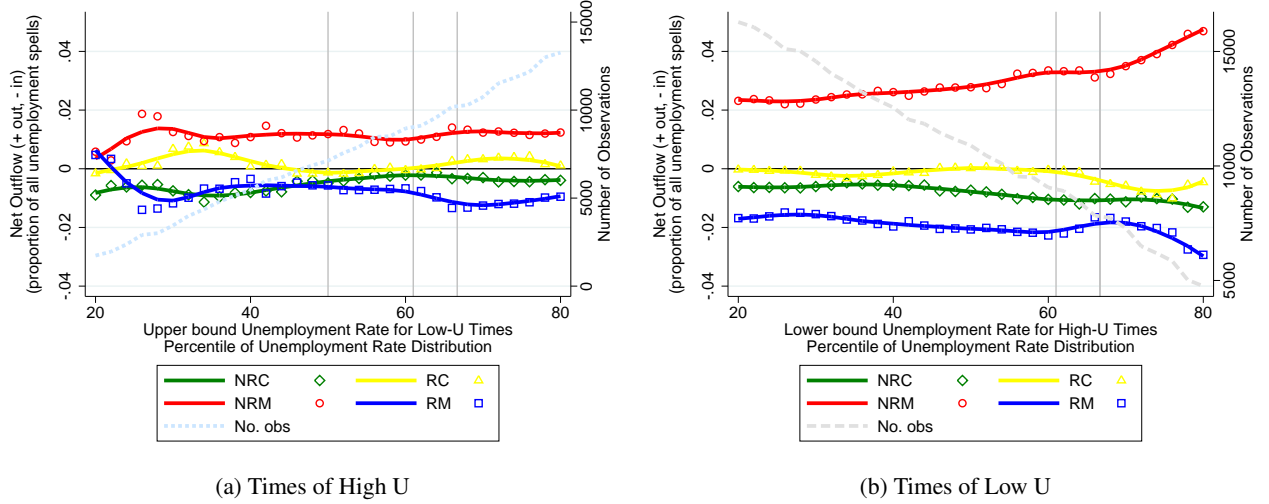 Net Outflow (+ out, - in)
(proportion of all unemployment spells)
.04
.02
0
-.02
-.04
15000
10000
5000
0
Number of Observations
20 40 60 80
Upper bound Unemployment Rate for Low-U Times
Percentile of Unemployment Rate Distribution
NRC RC
NRM RM
No. obs
(a) Times of High U
Net Outflow (+ out, - in)
(proportion of all unemployment spells)
.04
.02
0
-.02
-.04
15000
10000
5000
Number of Observations
20 40 60 80
Lower bound Unemployment Rate for High-U Times
Percentile of Unemployment Rate Distribution
NRC RC
NRM RM
No. obs
(b) Times of Low U